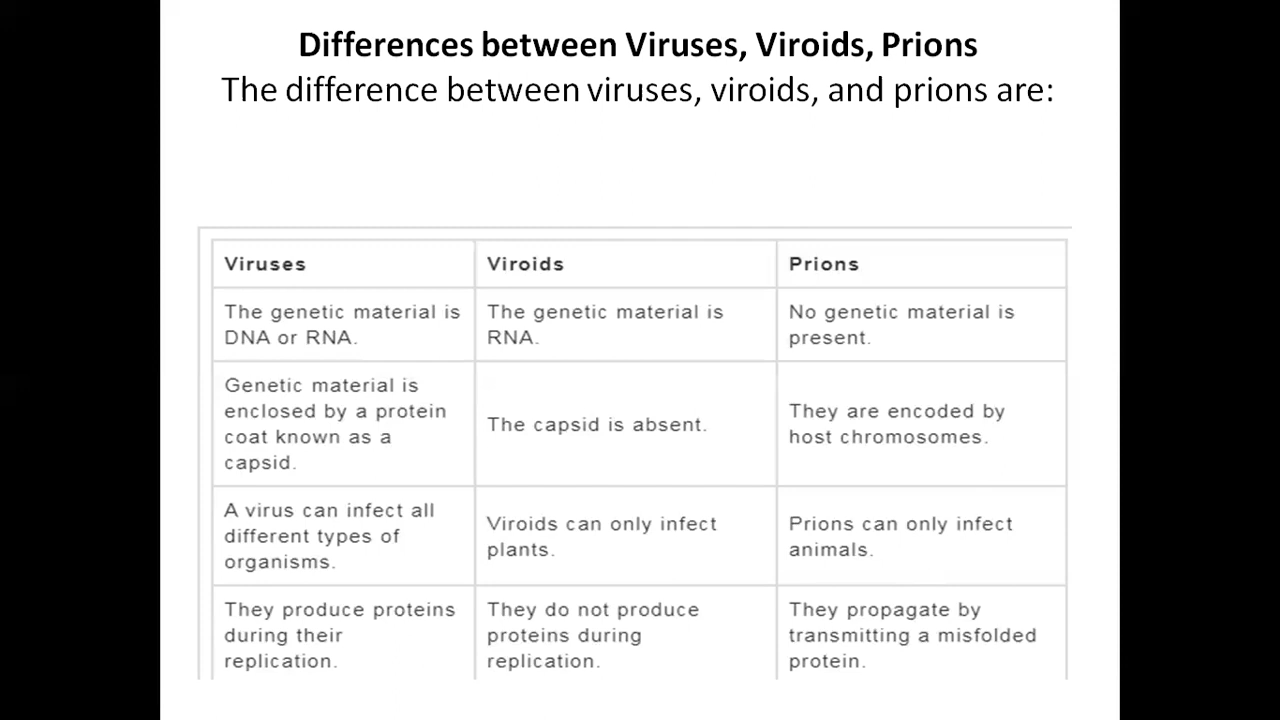 Differences between Viruses, Viroids, Prions
The difference between viruses, viroids, and prions are:
Viruses
Viroids
Prions
The genetic material is
DNA or RNA.
The genetic material is
RNA.
No genetic material is
present.
Genetic material is
enclosed by a protein
coat known as a
capsid.
The capsid is absent.
They are encoded by
host chromosomes.
A virus can infect all
different types of
organisms.
Viroids can only infect
plants.
Prions can only infect
animals.
They produce proteins
during their
replication.
They do not produce
proteins during
replication.
They propagate by
transmitting a misfolded
protein.